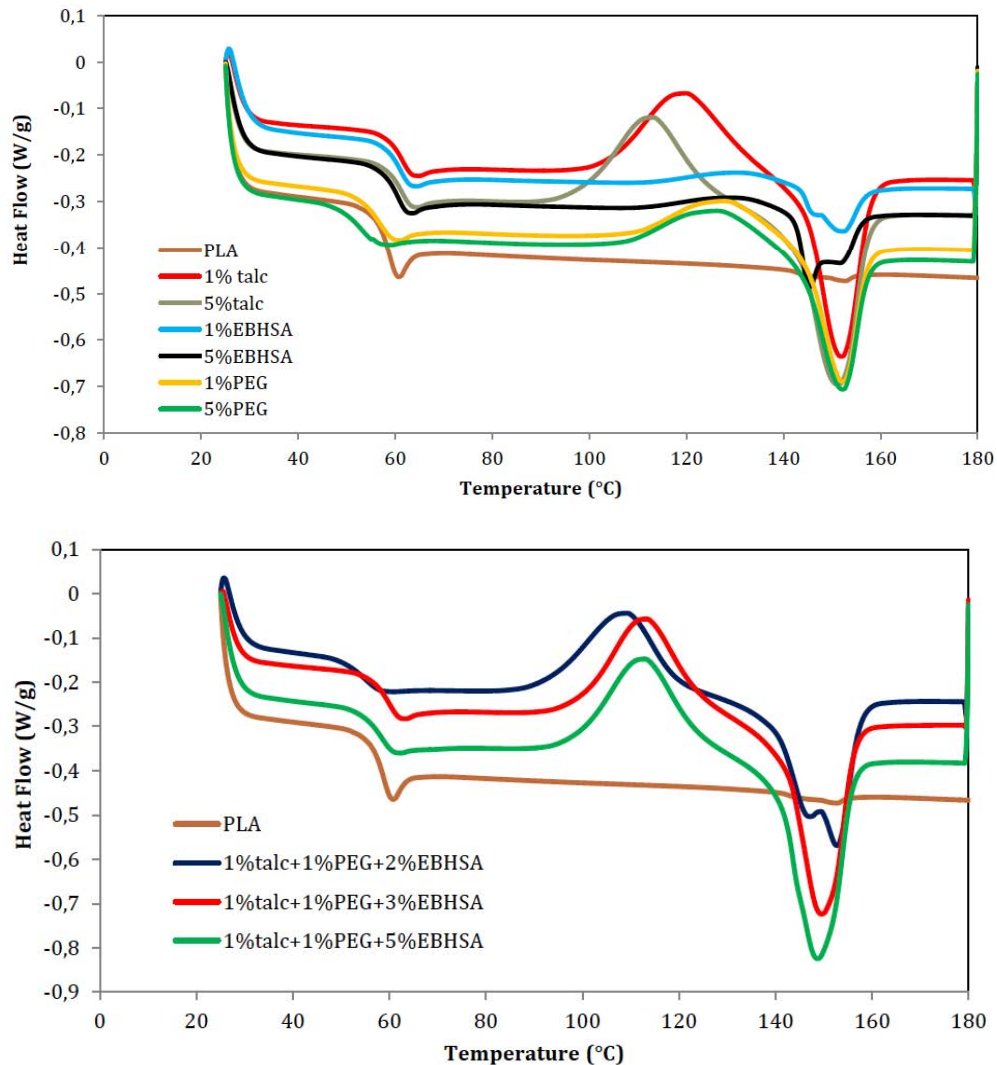 0,1
0
-0,1
-0,2
-0,3
-0,4
-0,5
-0,6
-0,7
-0,8
Heat Flow (W/g)
PLA
1% talc
5%talc
1%EBHSA
5%EBHSA
1%PEG
5%PEG
0 20 40 60 80 100 120 140 160 180
Temperature (°C)
0,1
0
-0,1
-0,2
-0,3
-0,4
-0,5
-0,6
-0,7
-0,8
-0,9
Heat Flow (W/g)
PLA
1%talc+1%PEG+2%EBHSA
1%talc+1%PEG+3%EBHSA
1%talc+1%PEG+5%EBHSA
0 20 40 60 80 100 120 140 160 180
Temperature (°C)